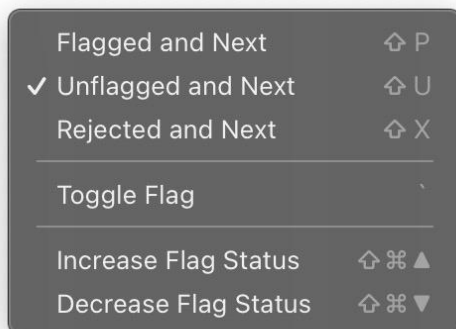 Flagged and Next ⇧ P
✓ Unflagged and Next ⇧ U
Rejected and Next ⇧ X
Toggle Flag `
Increase Flag Status ⇧ ⌘ ▲
Decrease Flag Status ⇧ ⌘ ▼